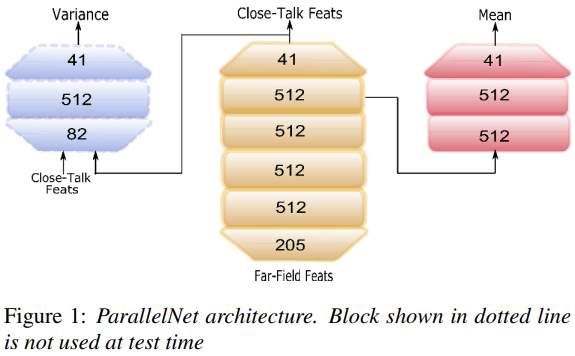 Variance
41
512
82
Close-Talk
Feats
Close-Talk Feats
41
512
512
512
512
205
Far-Field Feats
Mean
41
512
512
Figure 1: ParallelNet architecture. Block shown in dotted line
is not used at test time